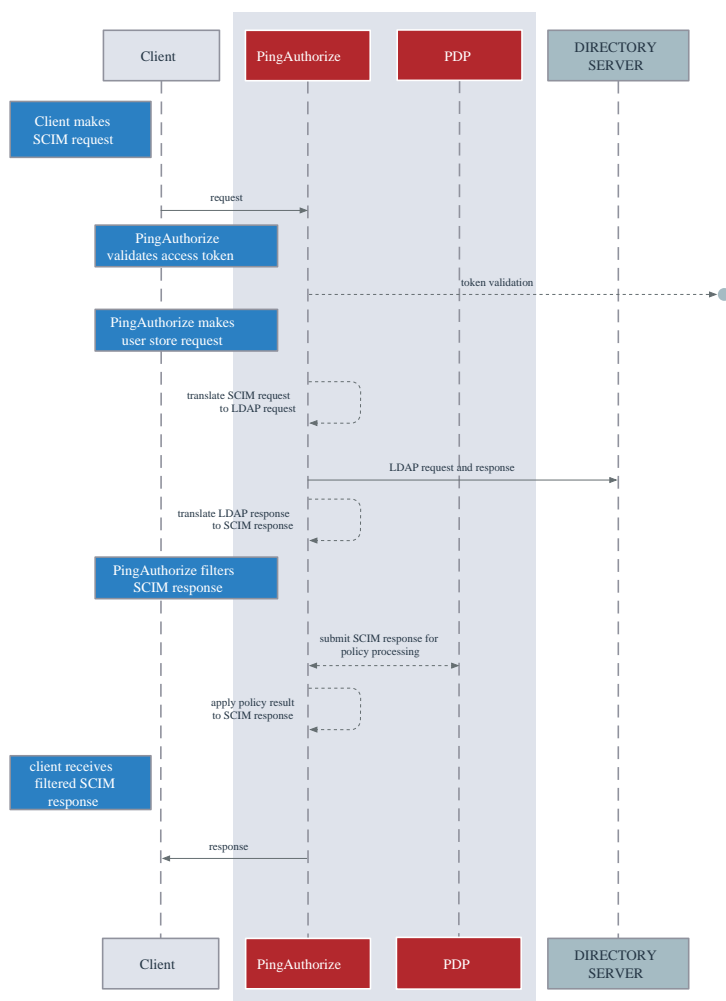 Client
PingAuthorize
PDP
DIRECTORY
SERVER
Client makes
SCIM request
request
PingAuthorize
validates access token
token validation
PingAuthorize makes
user store request
translate SCIM request
to LDAP request
LDAP request and response
translate LDAP response
to SCIM response
PingAuthorize filters
SCIM response
submit SCIM response for
policy processing
apply policy result
to SCIM response
client receives
filtered SCIM
response
response
Client
PingAuthorize
PDP
DIRECTORY
SERVER